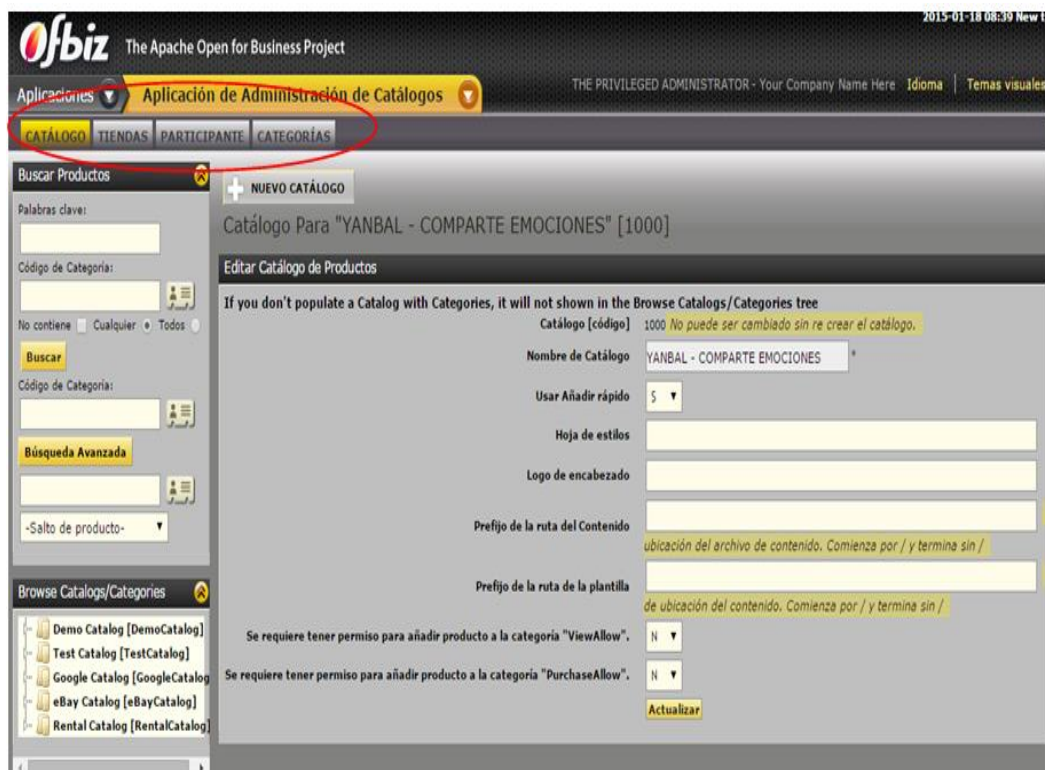 2015-01-18 08:39 New
Ofbiz The Apache Open for Business Project
Aplicaciones Aplicación de Administración de Catálogos
THE PRIVILEGED ADMINISTRATOR - Your Company Name Here Idioma Temas visuales
CATÁLOGO TIENDAS PARTICIPANTE CATEGORÍAS
Buscar Productos
Palabras clave:
Código de Categoria:
No contiene Cualquier Todos
Buscar
Código de Categoria:
Búsqueda Avanzada
-Salto de producto-
Browse Catalogs/Categories
Demo Catalog [DemoCatalog]
Test Catalog [TestCatalog]
Google Catalog [GoogleCatalog
eBay Catalog [eBayCatalog]
Rental Catalog [RentalCatalog]
NUEVO CATÁLOGO
Catálogo Para "YANBAL - COMPARTE EMOCIONES" [1000]
Editar Catálogo de Productos
If you don't populate a Catalog with Categories, it will not shown in the Browse Catalogs/Categories tree
Catálogo [código] 1000 No puede ser cambiado sin re crear el catálogo.
Nombre de Catálogo YANBAL - COMPARTE EMOCIONES *
Usar Añadir rápido S
Hoja de estilos
Logo de encabezado
Prefijo de la ruta del Contenido
ubicación del archivo de contenido. Comienza por / y termina sin /
Prefijo de la ruta de la plantilla
de ubicación del contenido. Comienza por / y termina sin /
Se requiere tener permiso para añadir producto a la categoría "ViewAllow". N
Se requiere tener permiso para añadir producto a la categoría "PurchaseAllow". N
Actualizar